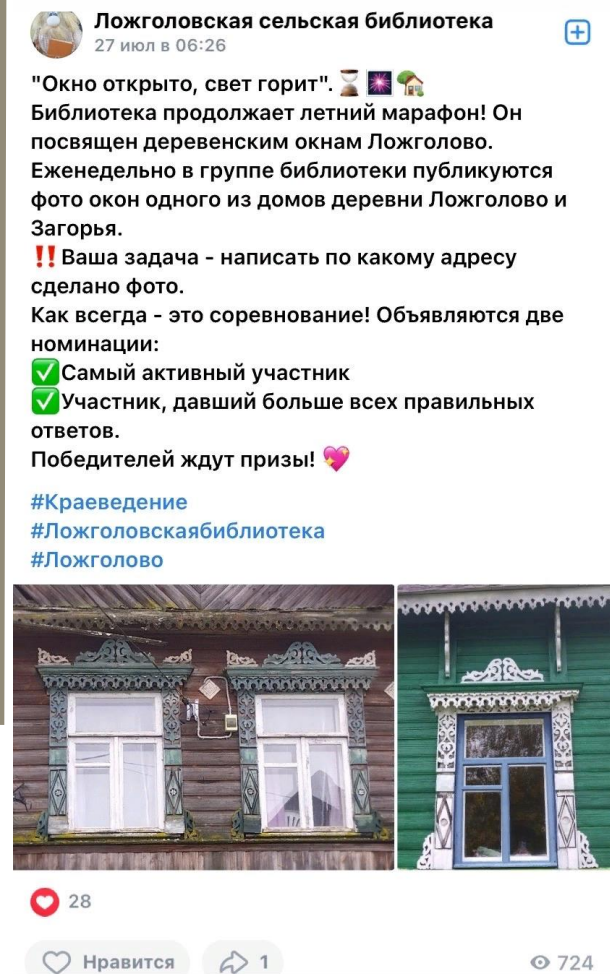 Ложголовская сельская библиотека
27 июл в 06:26
"Окно открыто, свет горит". ⏳🎆🏡
Библиотека продолжает летний марафон! Он
посвящен деревенским окнам Ложголово.
Еженедельно в группе библиотеки публикуются
фото окон одного из домов деревни Ложголово и
Загорья.
‼️Ваша задача - написать по какому адресу
сделано фото.
Как всегда - это соревнование! Объявляются две
номинации:
✅Самый активный участник
✅Участник, давший больше всех правильных
ответов.
Победителей ждут призы! 💖
#Краеведение
#Ложголовскаябиблиотека
#Ложголово
28
Нравится 1 724